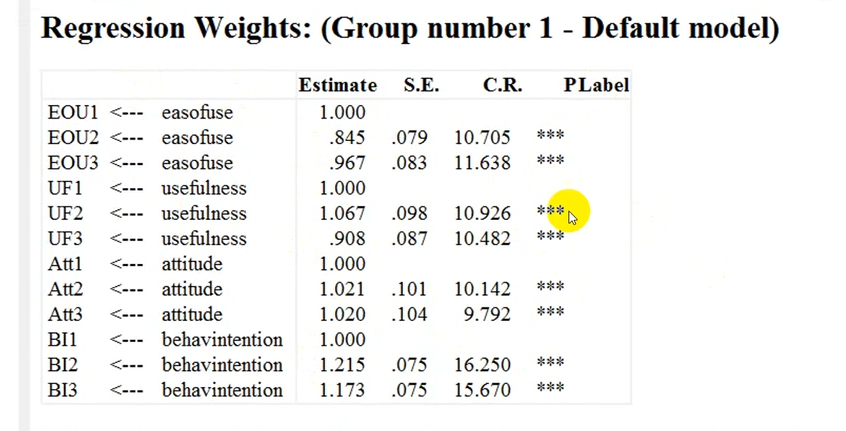 Regression Weights: (Group number 1 - Default model)
Estimate S.E. C.R. P Label
EOU1 <--- easofuse 1.000
EOU2 <--- easofuse .845 .079 10.705 ***
EOU3 <--- easofuse .967 .083 11.638 ***
UF1 <--- usefulness 1.000
UF2 <--- usefulness 1.067 .098 10.926 ***
UF3 <--- usefulness .908 .087 10.482 ***
Att1 <--- attitude 1.000
Att2 <--- attitude 1.021 .101 10.142 ***
Att3 <--- attitude 1.020 .104 9.792 ***
BI1 <--- behavintention 1.000
BI2 <--- behavintention 1.215 .075 16.250 ***
BI3 <--- behavintention 1.173 .075 15.670 ***